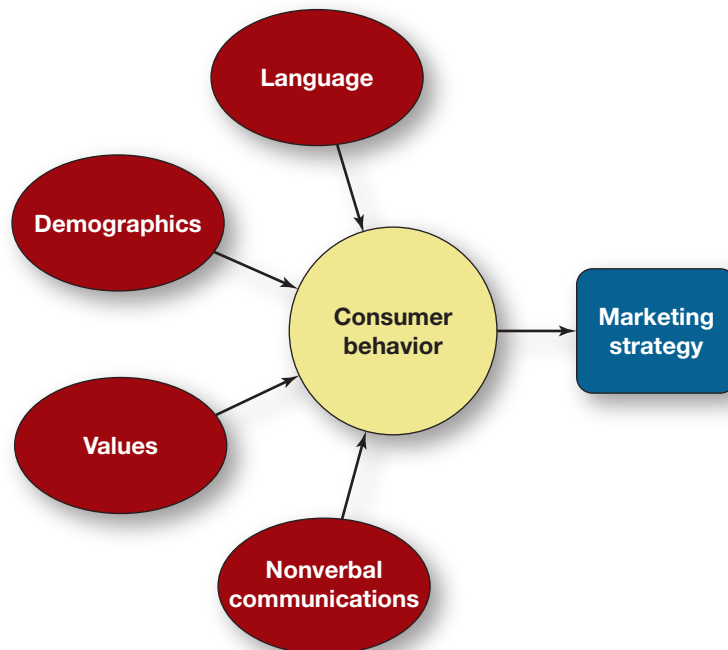 Language
Demographics
Consumer
behavior
Marketing
strategy
Values
Nonverbal
communications